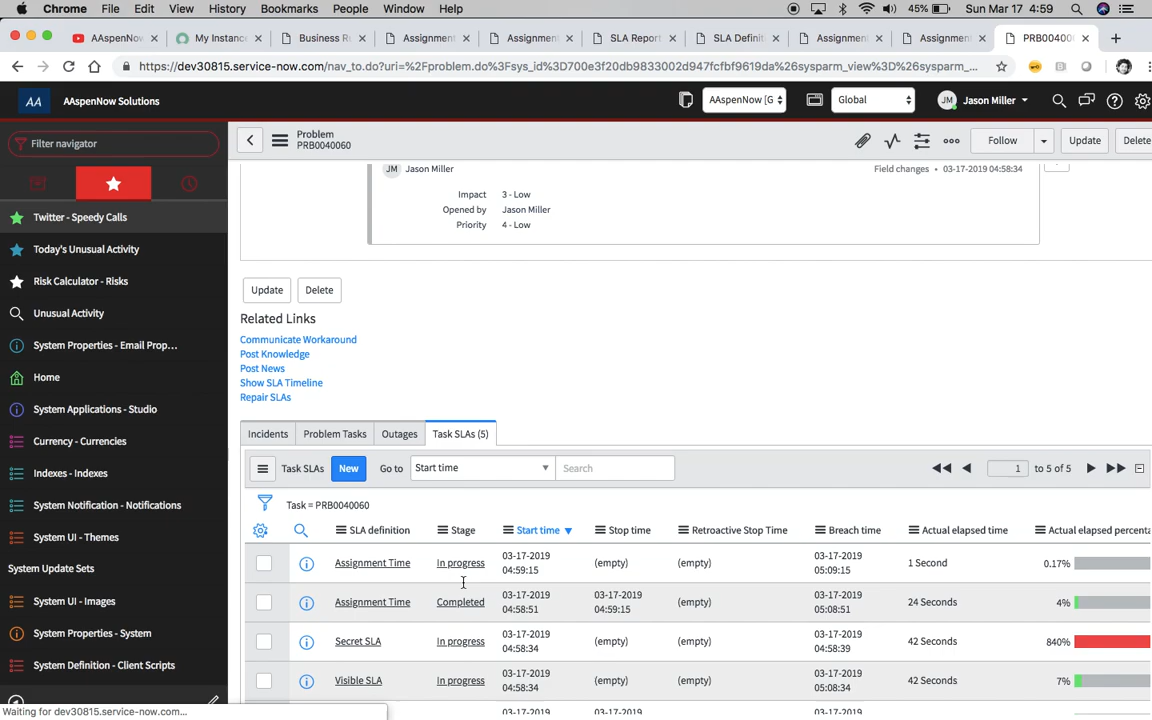 Chrome File Edit View History Bookmarks People Window Help 45% Sun Mar 17 4:59
AAspenNow My Instanc Business Ru Assignment Assignment SLA Report SLA Definit Assignment Assignment PRB004006
https://dev30815.service-now.com/nav_to.do?uri=%2Fproblem.do%3Fsys_id%3D700e3f20db9833002d947fcfbf9619da%26sysparm_view%3D%26sysparm_...
AA AAspenNow Solutions AAspenNow [G Global JM Jason Miller
Filter navigator
Problem
PRB0040060
Follow Update Delete
Twitter - Speedy Calls
Today's Unusual Activity
Risk Calculator - Risks
Unusual Activity
System Properties - Email Prop...
Home
System Applications - Studio
Currency - Currencies
Indexes - Indexes
System Notification - Notifications
System UI - Themes
System Update Sets
System UI - Images
System Properties - System
System Definition - Client Scripts
Waiting for dev30815.service-now.com...
JM Jason Miller Field changes • 03-17-2019 04:58:34
Impact 3 - Low
Opened by Jason Miller
Priority 4 - Low
Update Delete
Related Links
Communicate Workaround
Post Knowledge
Post News
Show SLA Timeline
Repair SLAs
Incidents Problem Tasks Outages Task SLAs (5)
Task SLAs New Go to Start time Search 1 to 5 of 5
Task = PRB0040060
SLA definition Stage Start time Stop time Retroactive Stop Time Breach time Actual elapsed time Actual elapsed percenta
Assignment Time In progress 03-17-2019 04:59:15 (empty) (empty) 03-17-2019 05:09:15 1 Second 0.17%
Assignment Time Completed 03-17-2019 04:58:51 03-17-2019 04:59:15 (empty) 03-17-2019 05:08:51 24 Seconds 4%
Secret SLA In progress 03-17-2019 04:58:34 (empty) (empty) 03-17-2019 04:58:39 42 Seconds 840%
Visible SLA In progress 03-17-2019 04:58:34 (empty) (empty) 03-17-2019 05:08:34 42 Seconds 7%